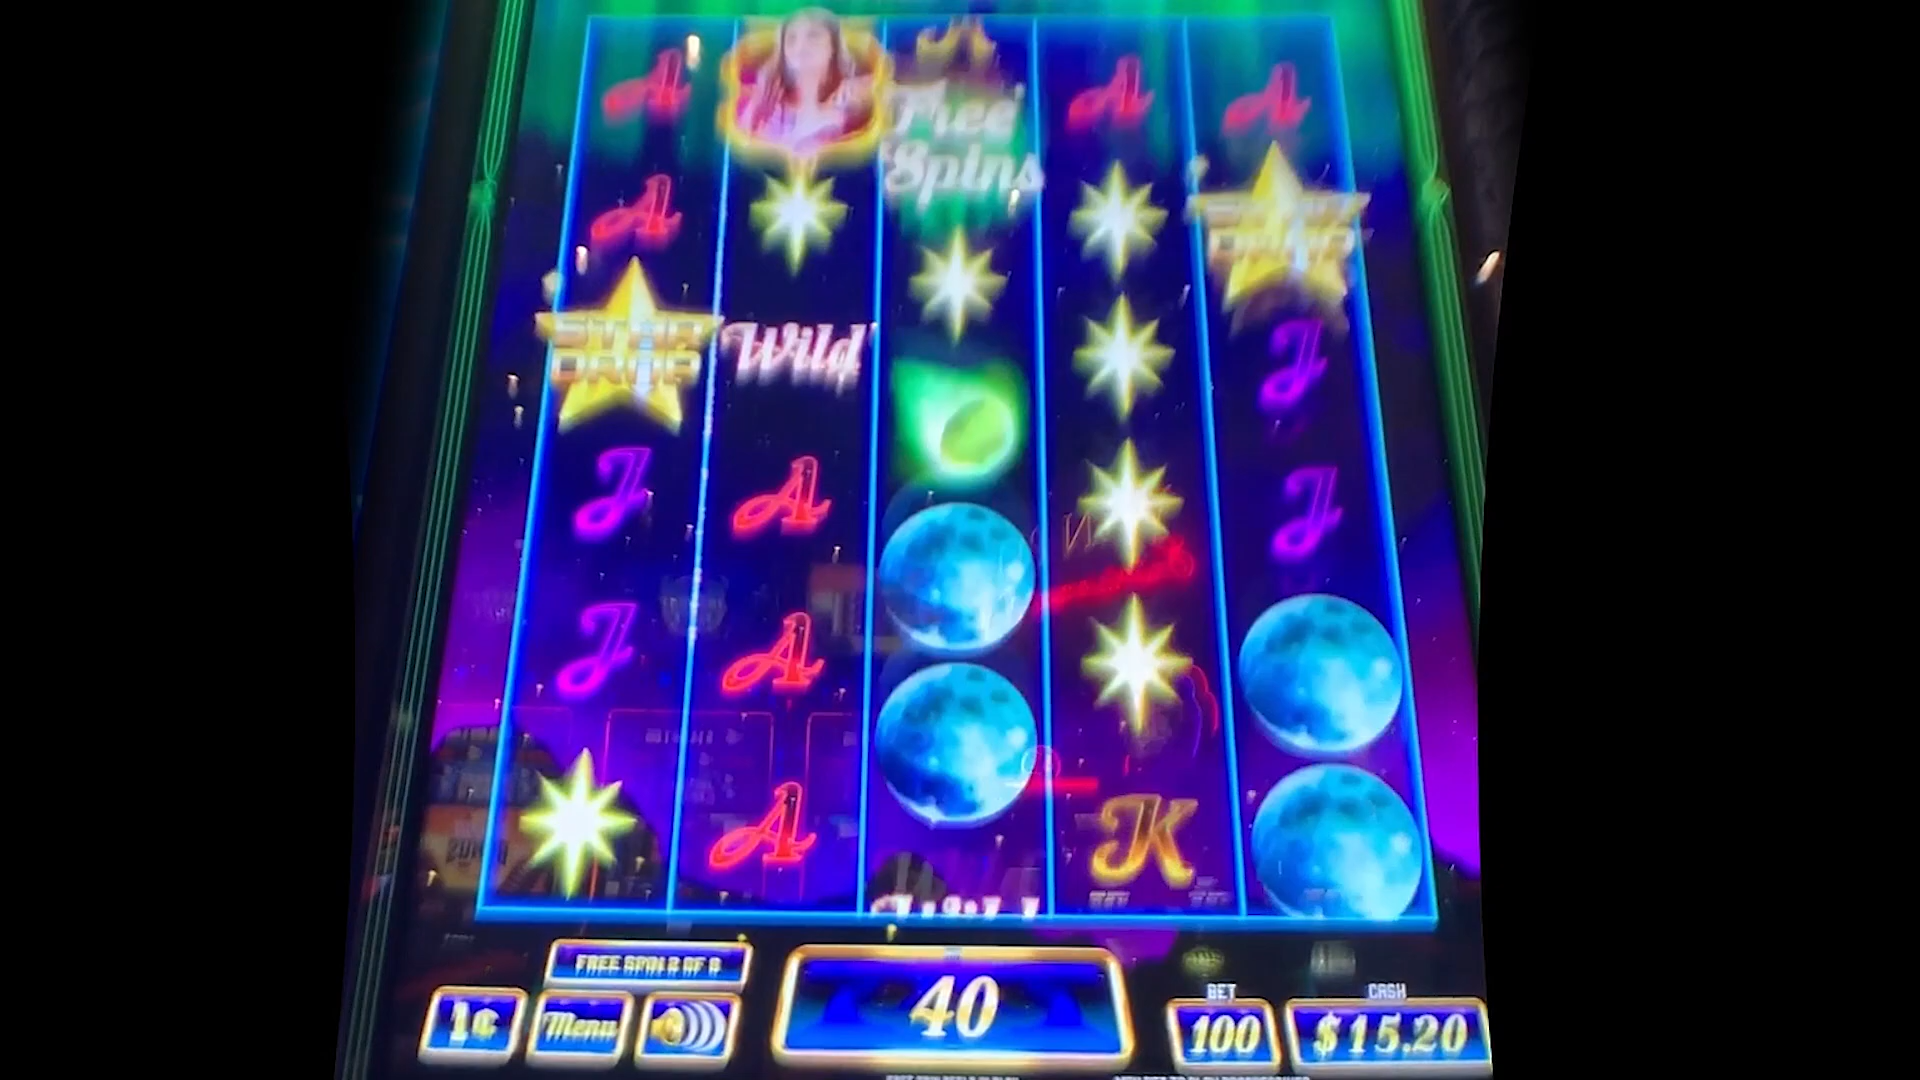 A
A
A
A
Free
Spins
A
STAR
DROP
STAR
DROP
Wild
J
J
A
J
J
A
A
K
FREE SPIN 2 OF 8
1¢
Menu
40
BET
100
CASH
$15.20